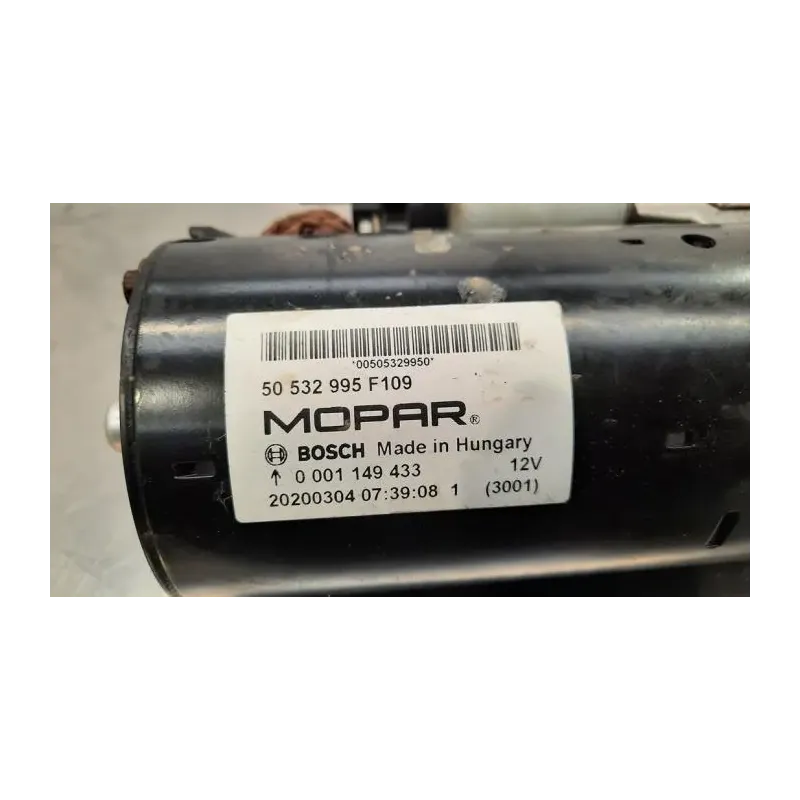 *00505329950*
50 532 995 F109
MOPAR®
BOSCH Made in Hungary
↑ 0 001 149 433 12V
20200304 07:39:08 1 (3001)